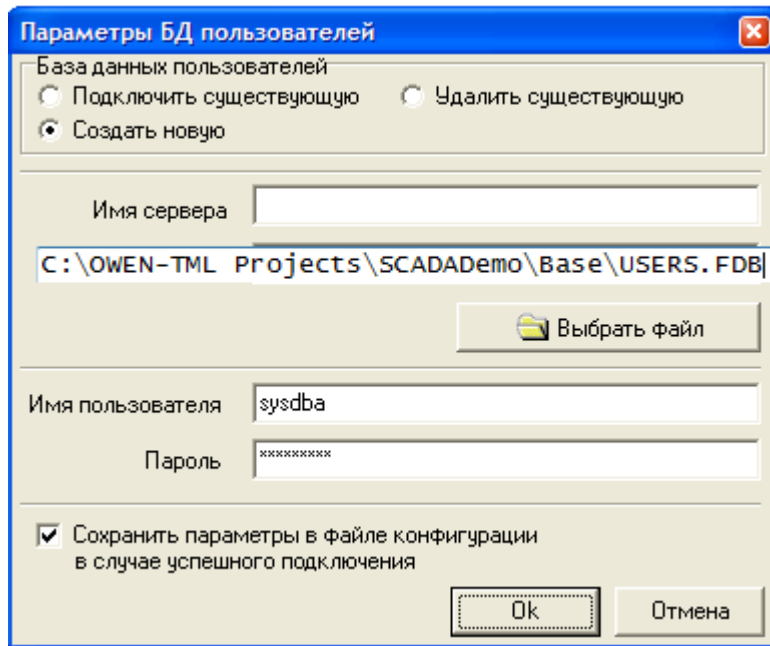 Параметры БД пользователей
База данных пользователей
Подключить существующую Удалить существующую
Создать новую
Имя сервера
C:\OWEN-TML Projects\SCADADemo\Base\USERS.FDB
Выбрать файл
Имя пользователя sysdba
Пароль *********
Сохранить параметры в файле конфигурации
в случае успешного подключения
Ok Отмена